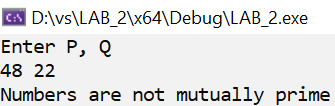 D:\vs\LAB_2\x64\Debug\LAB_2.exe
Enter P, Q
48 22
Numbers are not mutually prime